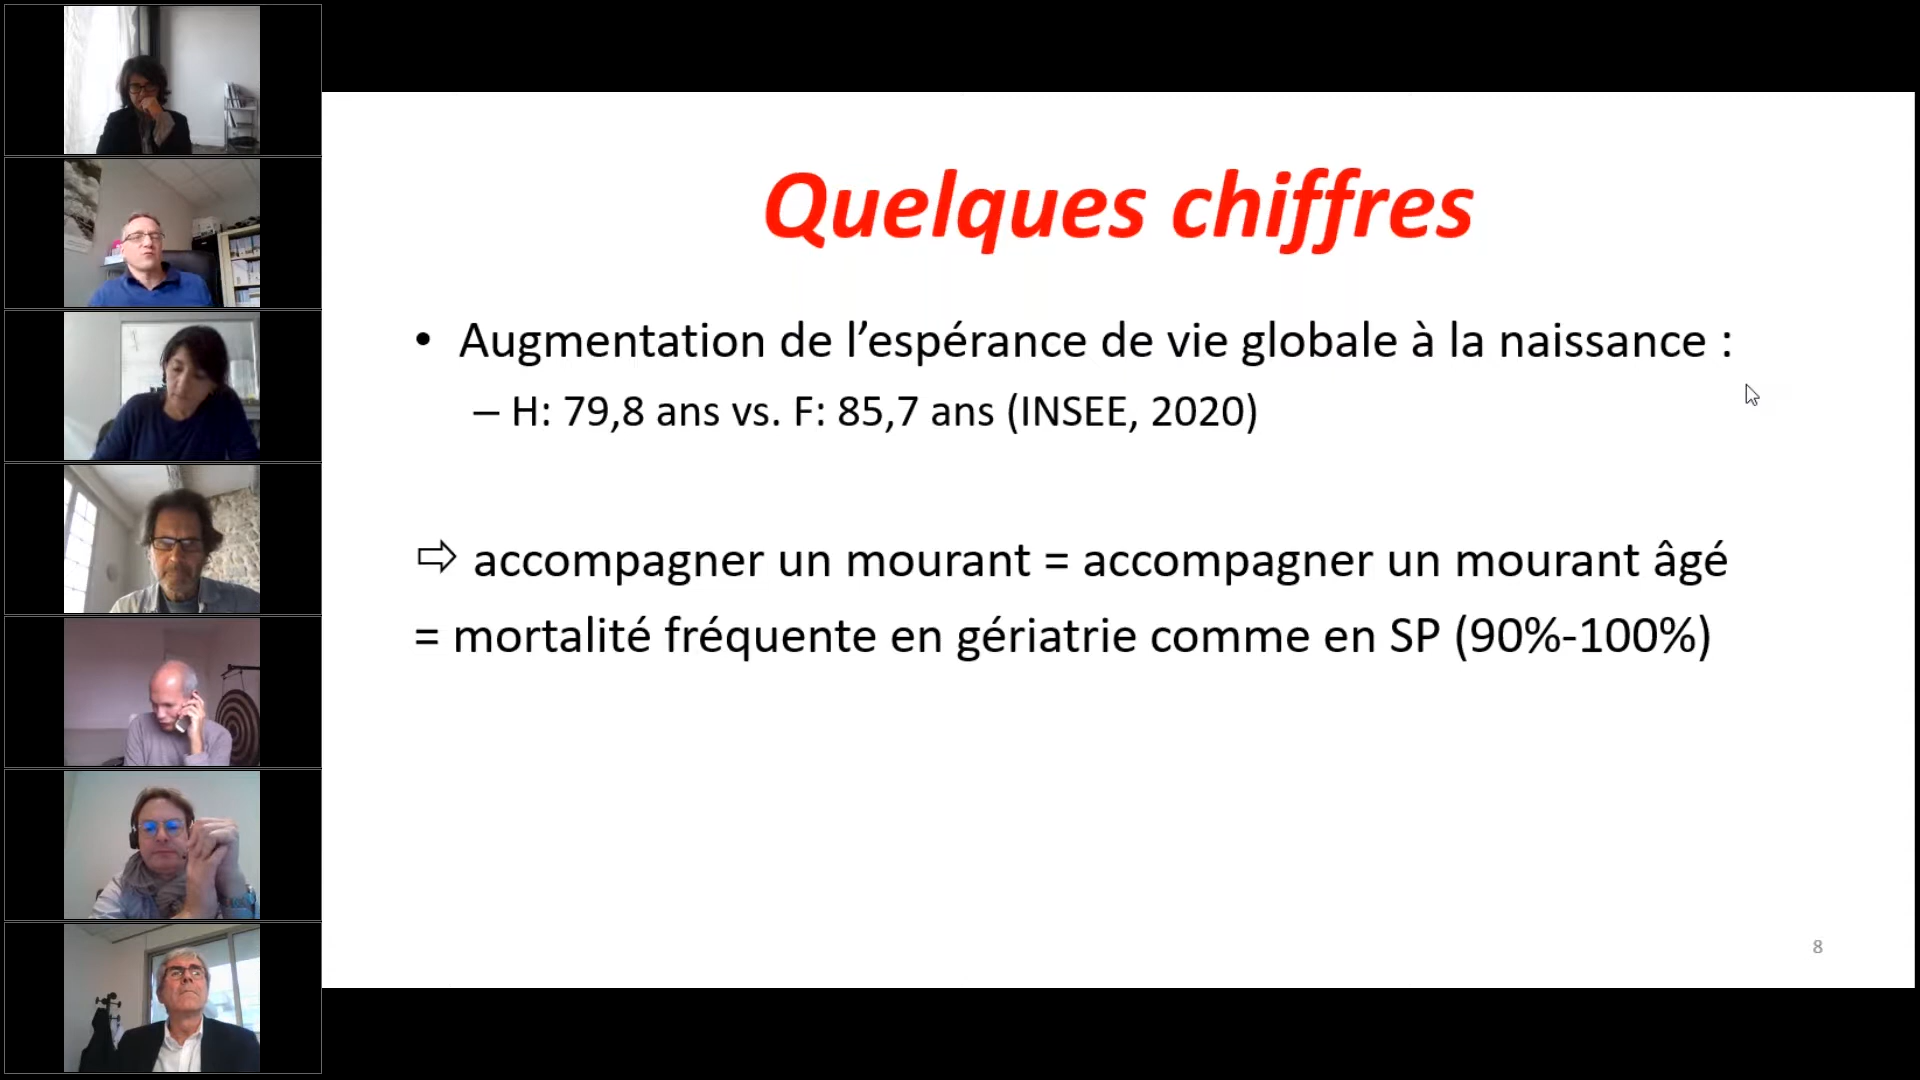 Quelques chiffres
• Augmentation de l’espérance de vie globale à la naissance :
– H: 79,8 ans vs. F: 85,7 ans (INSEE, 2020)
⇨ accompagner un mourant = accompagner un mourant âgé
= mortalité fréquente en gériatrie comme en SP (90%-100%)
8